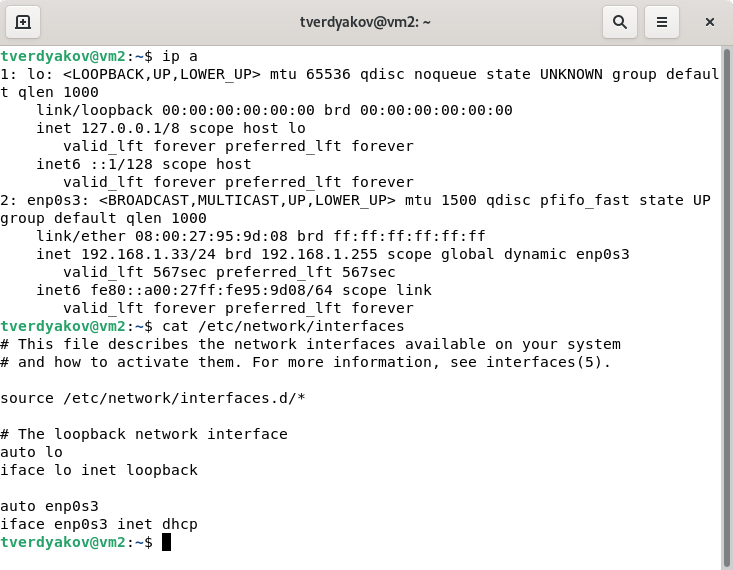 tverdyakov@vm2: ~
tverdyakov@vm2:~$ ip a
1: lo: <LOOPBACK,UP,LOWER_UP> mtu 65536 qdisc noqueue state UNKNOWN group defaul
t qlen 1000
    link/loopback 00:00:00:00:00:00 brd 00:00:00:00:00:00
    inet 127.0.0.1/8 scope host lo
       valid_lft forever preferred_lft forever
    inet6 ::1/128 scope host
       valid_lft forever preferred_lft forever
2: enp0s3: <BROADCAST,MULTICAST,UP,LOWER_UP> mtu 1500 qdisc pfifo_fast state UP
group default qlen 1000
    link/ether 08:00:27:95:9d:08 brd ff:ff:ff:ff:ff:ff
    inet 192.168.1.33/24 brd 192.168.1.255 scope global dynamic enp0s3
       valid_lft 567sec preferred_lft 567sec
    inet6 fe80::a00:27ff:fe95:9d08/64 scope link
       valid_lft forever preferred_lft forever
tverdyakov@vm2:~$ cat /etc/network/interfaces
# This file describes the network interfaces available on your system
# and how to activate them. For more information, see interfaces(5).

source /etc/network/interfaces.d/*

# The loopback network interface
auto lo
iface lo inet loopback

auto enp0s3
iface enp0s3 inet dhcp
tverdyakov@vm2:~$